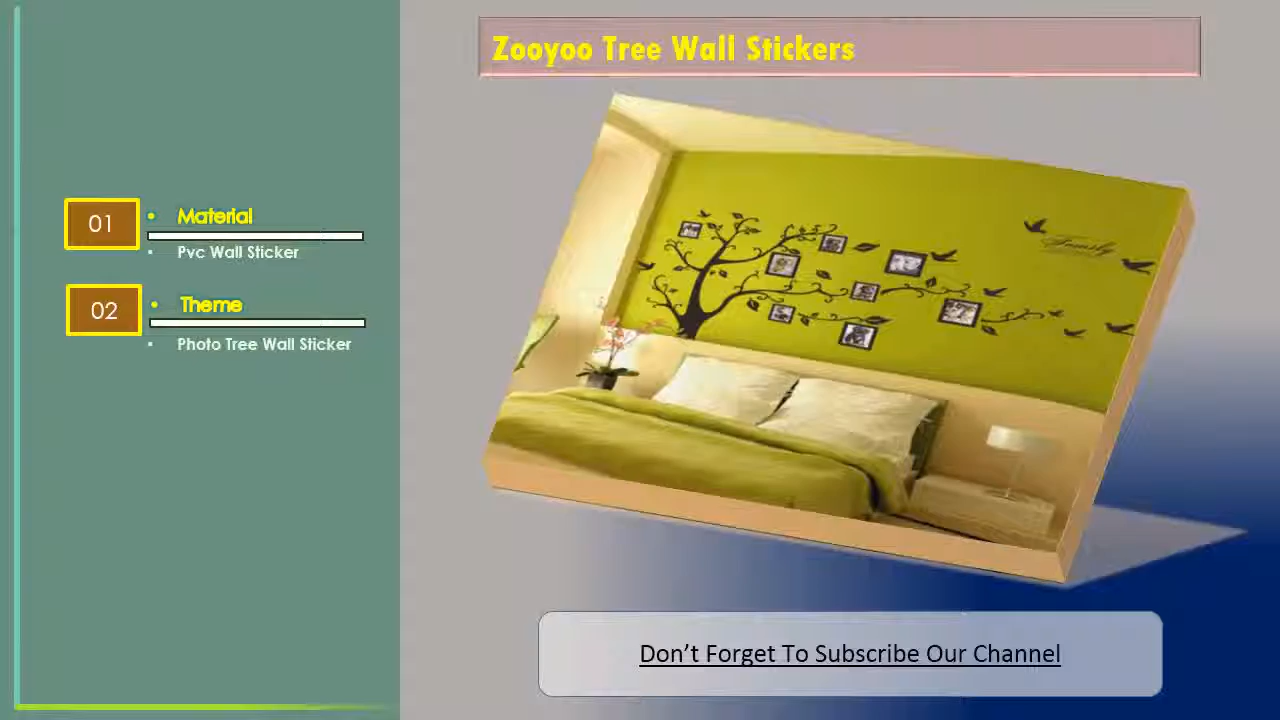 Zooyoo Tree Wall Stickers
01
• Material
• Pvc Wall Sticker
02
• Theme
• Photo Tree Wall Sticker
Family
Don't Forget To Subscribe Our Channel